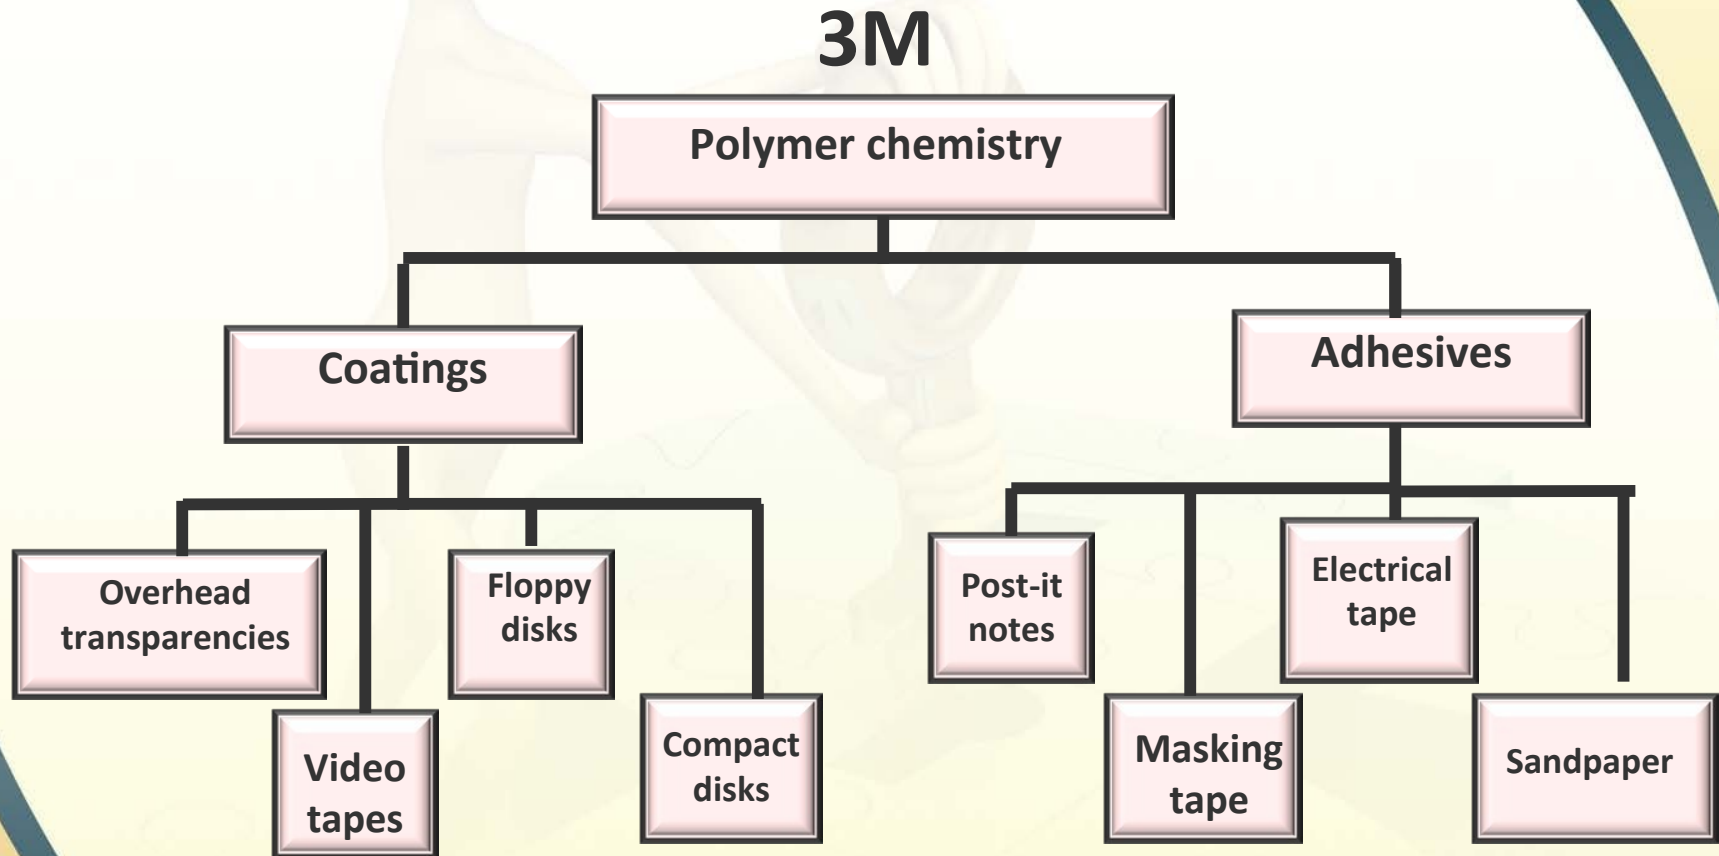 3M
Polymer chemistry
Coatings
Adhesives
Overhead
transparencies
Video
tapes
Floppy
disks
Compact
disks
Post-it
notes
Masking
tape
Electrical
tape
Sandpaper